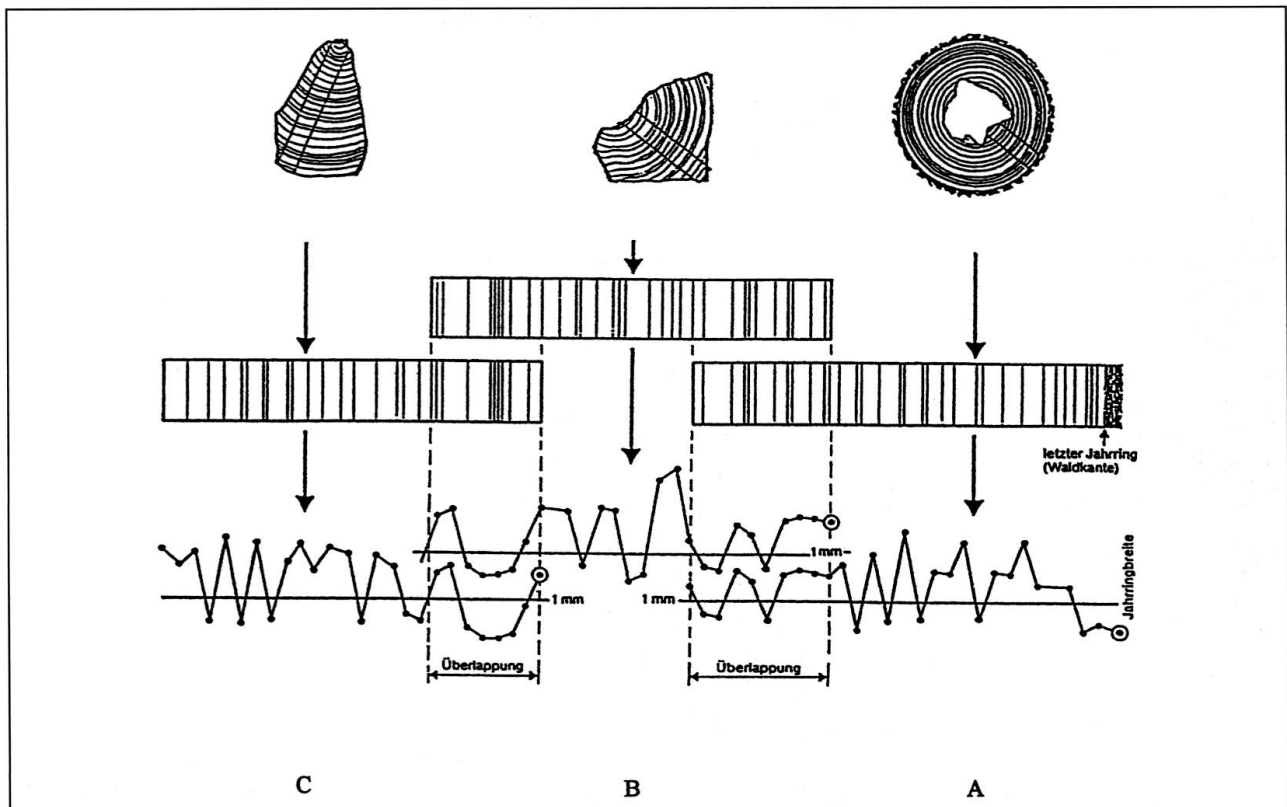 letzter Jahrring
(Waldkante)
1 mm
1 mm
1 mm
Jahrringbreite
Überlappung
Überlappung
C
B
A